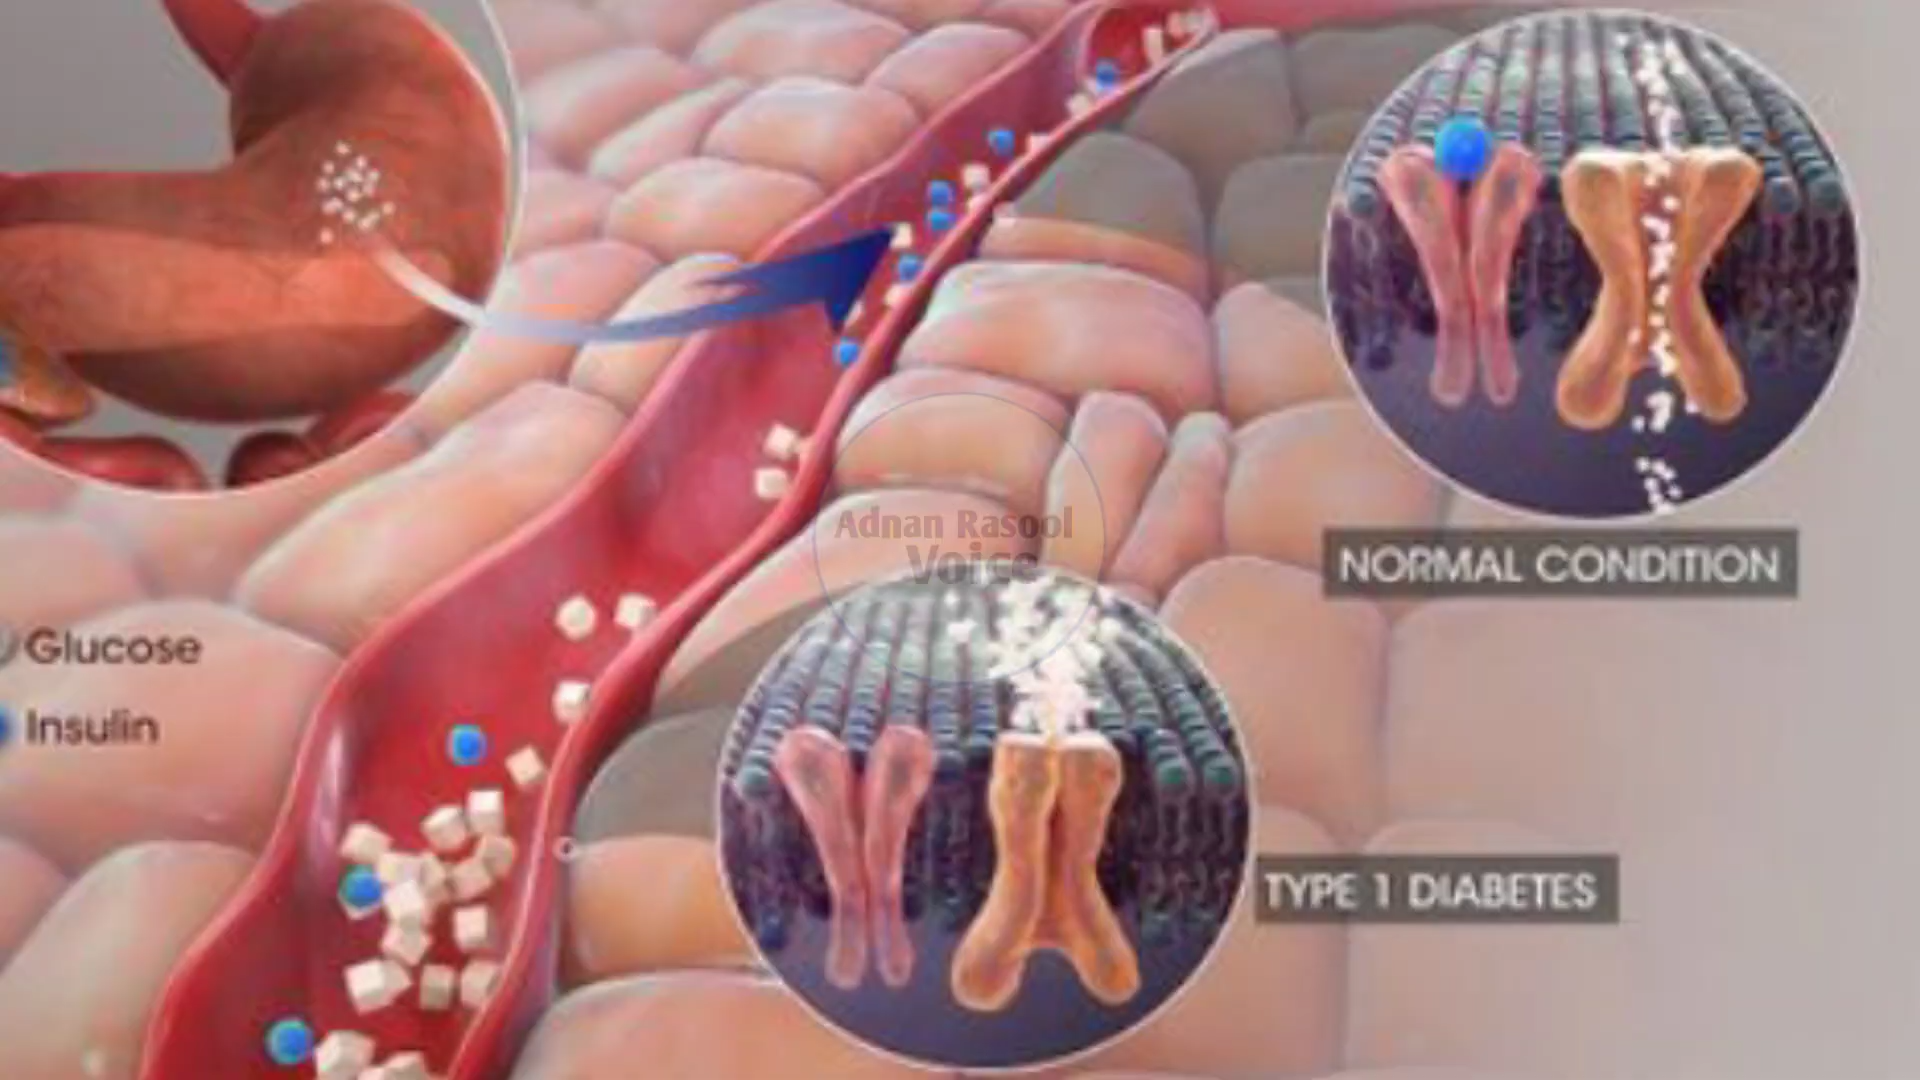 NORMAL CONDITION
Adnan Rasool
Voice
Glucose
Insulin
TYPE 1 DIABETES